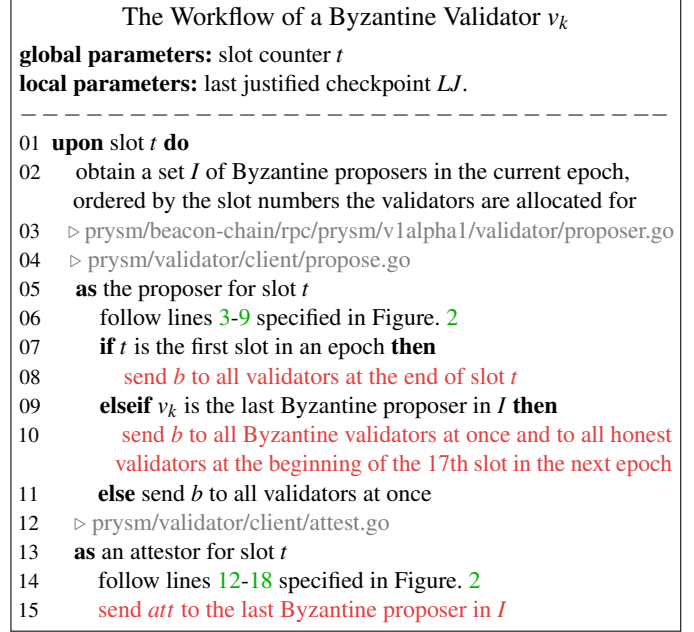 The Workflow of a Byzantine Validator v_k
global parameters: slot counter t
local parameters: last justified checkpoint LJ.
01 upon slot t do
02 obtain a set I of Byzantine proposers in the current epoch,
ordered by the slot numbers the validators are allocated for
03 ▷ prysm/beacon-chain/rpc/prysm/v1alpha1/validator/proposer.go
04 ▷ prysm/validator/client/propose.go
05 as the proposer for slot t
06 follow lines 3-9 specified in Figure. 2
07 if t is the first slot in an epoch then
08 send b to all validators at the end of slot t
09 elseif v_k is the last Byzantine proposer in I then
10 send b to all Byzantine validators at once and to all honest
validators at the beginning of the 17th slot in the next epoch
11 else send b to all validators at once
12 ▷ prysm/validator/client/attest.go
13 as an attestor for slot t
14 follow lines 12-18 specified in Figure. 2
15 send att to the last Byzantine proposer in I